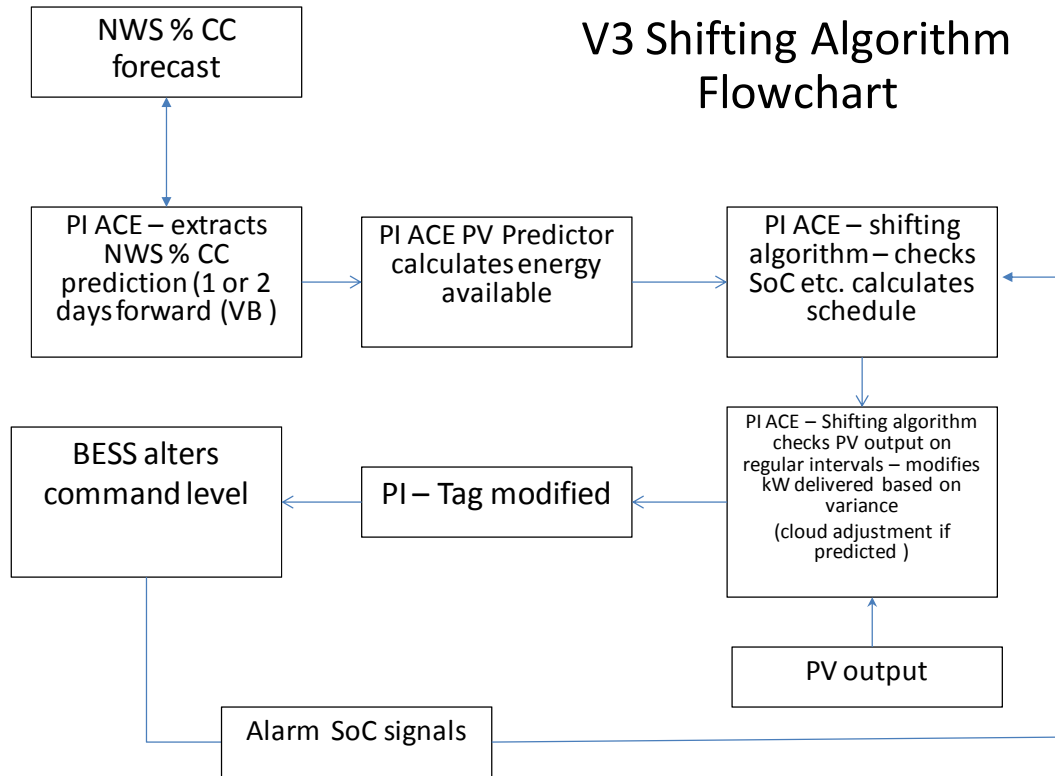 V3 Shifting Algorithm
Flowchart
NWS % CC
forecast
PI ACE – extracts
NWS % CC
prediction (1 or 2
days forward (VB )
PI ACE PV Predictor
calculates energy
available
PI ACE – shifting
algorithm – checks
SoC etc. calculates
schedule
BESS alters
command level
PI – Tag modified
PI ACE – Shifting algorithm
checks PV output on
regular intervals – modifies
kW delivered based on
variance
(cloud adjustment if
predicted )
PV output
Alarm SoC signals